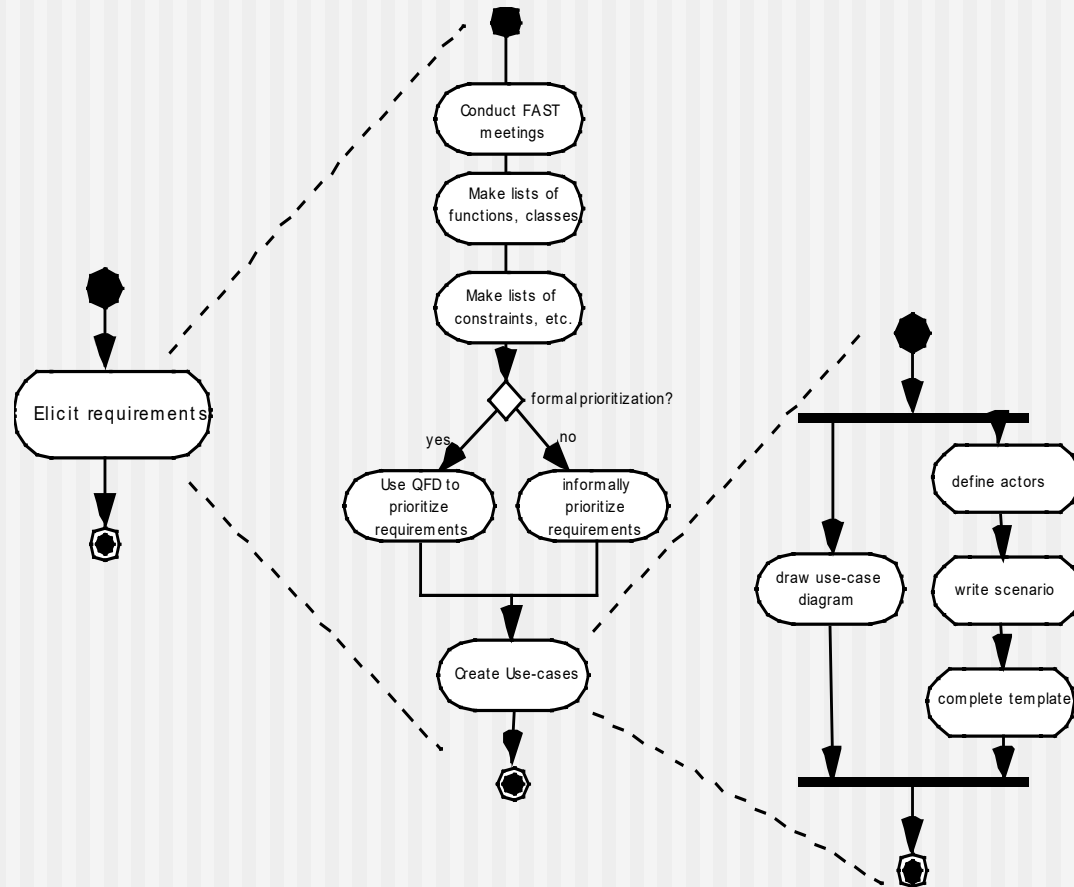 Elicit requirements
Conduct FAST
meetings
Make lists of
functions, classes
Make lists of
constraints, etc.
formal prioritization?
yes
no
Use QFD to
prioritize
requirements
informally
prioritize
requirements
Create Use-cases
draw use-case
diagram
define actors
write scenario
complete template